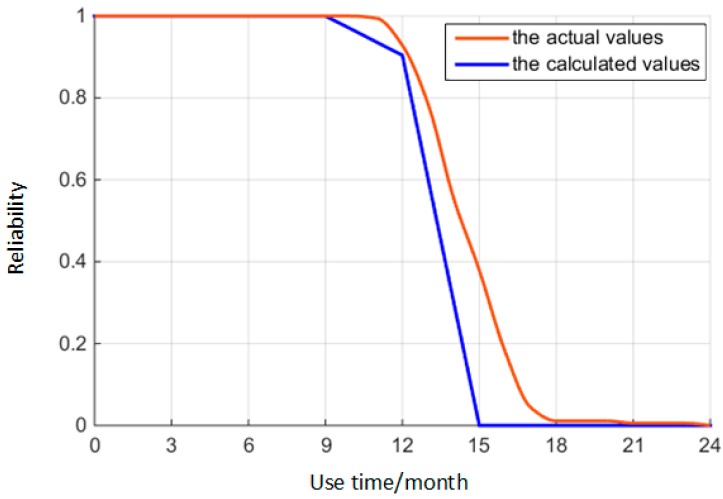 1
the actual values
the calculated values
0.8
0.6
0.4
0.2
0
Reliability
0 3 6 9 12 15 18 21 24
Use time/month